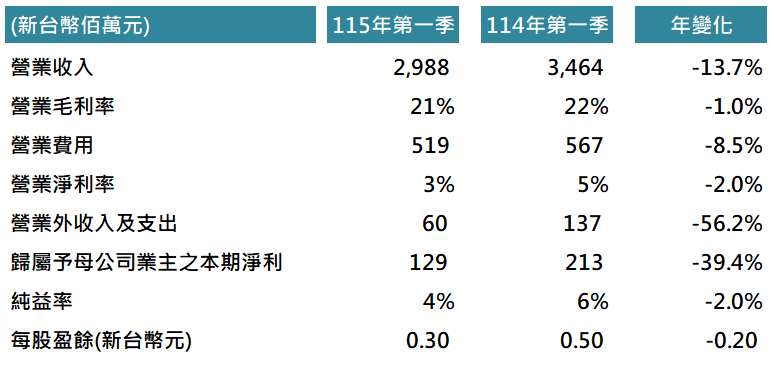 (新台幣佰萬元) 115年第一季 114年第一季 年變化
營業收入 2,988 3,464 -13.7%
營業毛利率 21% 22% -1.0%
營業費用 519 567 -8.5%
營業淨利率 3% 5% -2.0%
營業外收入及支出 60 137 -56.2%
歸屬予母公司業主之本期淨利 129 213 -39.4%
純益率 4% 6% -2.0%
每股盈餘(新台幣元) 0.30 0.50 -0.20